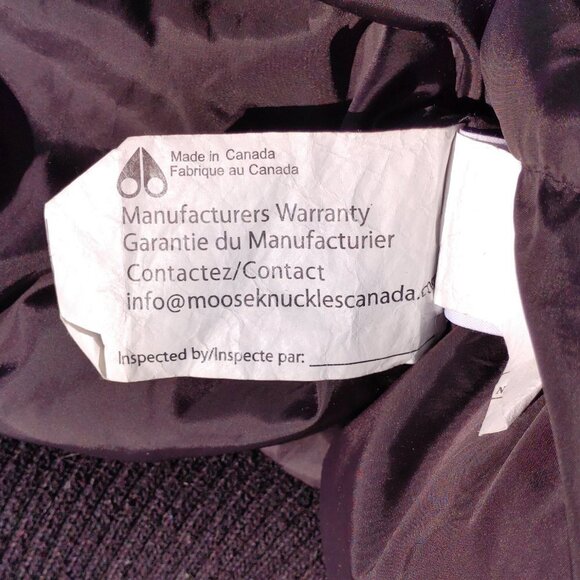 Made in Canada
Fabrique au Canada
Manufacturers Warranty
Garantie du Manufacturier
Contactez/Contact
info@mooseknucklescanada.co
Inspected by/Inspecte par:
N